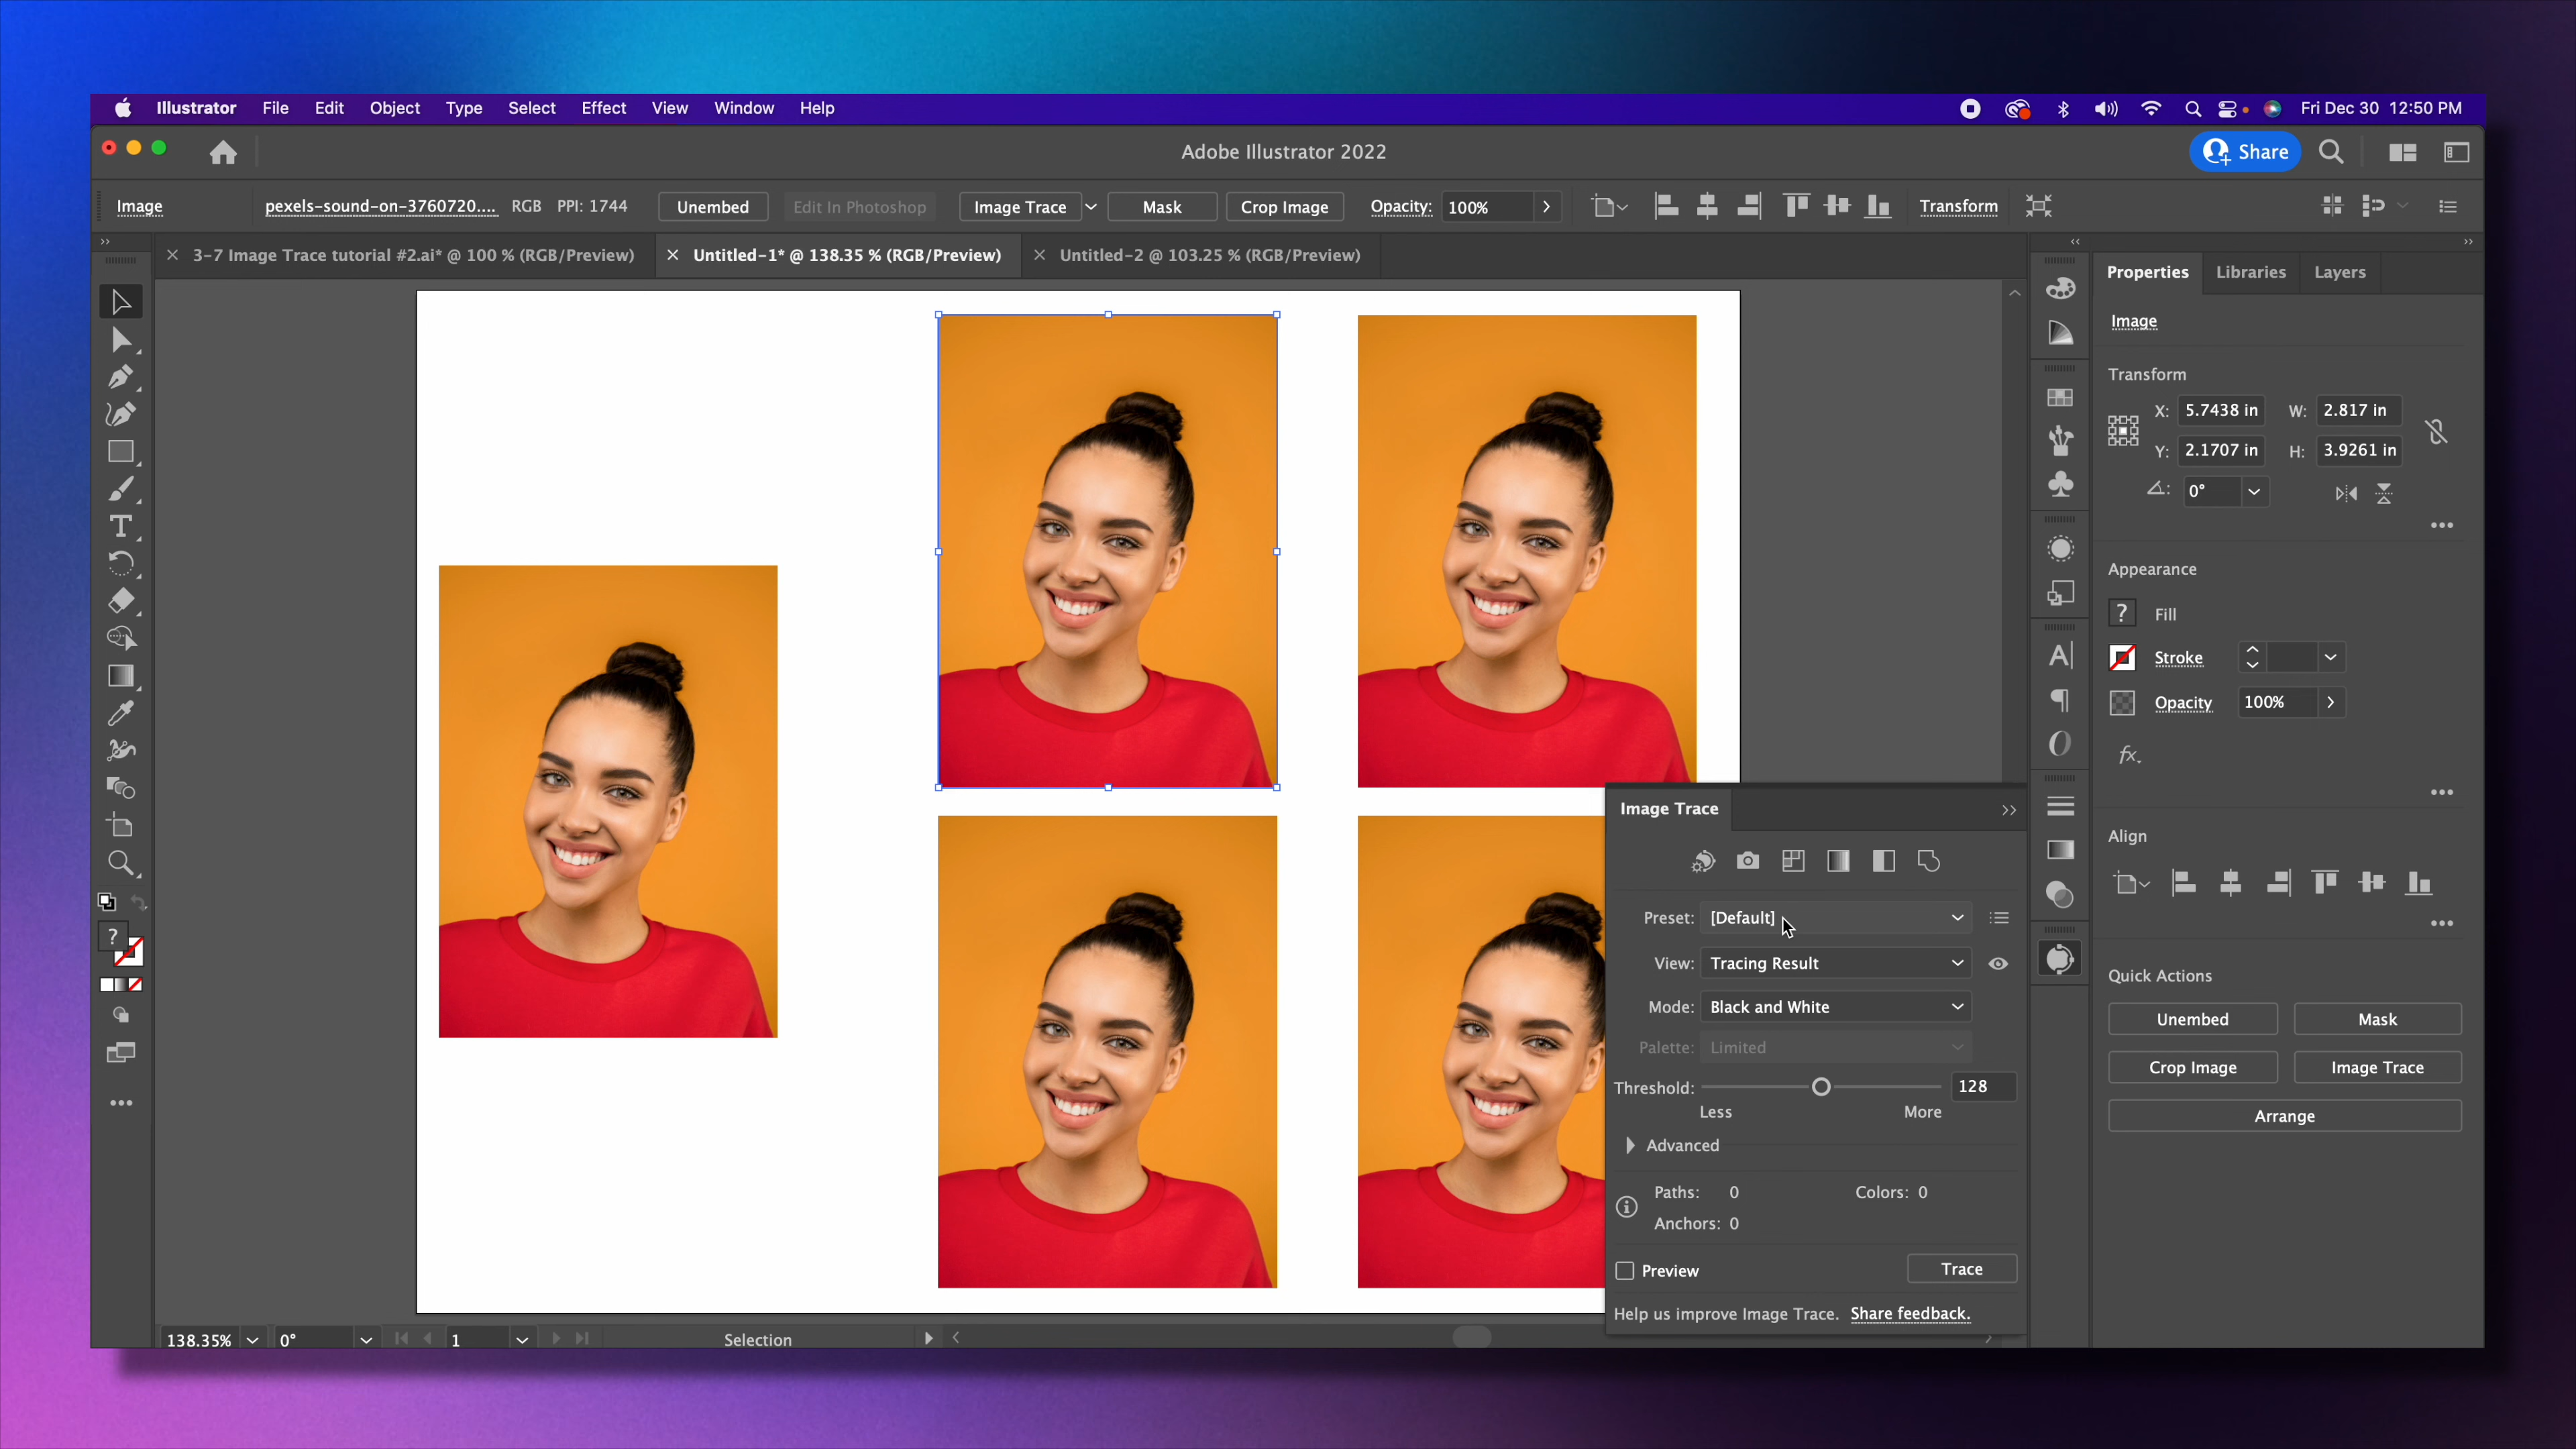 Illustrator File Edit Object Type Select Effect View Window Help Fri Dec 30 12:50 PM
Adobe Illustrator 2022
Share
Image pexels-sound-on-3760720.... RGB PPI: 1744 Unembed Edit In Photoshop Image Trace Mask Crop Image Opacity: 100% Transform
3-7 Image Trace tutorial #2.ai* @ 100 % (RGB/Preview) Untitled-1* @ 138.35 % (RGB/Preview) Untitled-2 @ 103.25 % (RGB/Preview)
Properties Libraries Layers
Image
Transform
X: 5.7438 in W: 2.817 in
Y: 2.1707 in H: 3.9261 in
0°
Appearance
? Fill
Stroke
Opacity 100%
fx.
Align
Quick Actions
Unembed Mask
Crop Image Image Trace
Arrange
Image Trace
Preset: [Default]
View: Tracing Result
Mode: Black and White
Palette: Limited
Threshold: 128
Less More
Advanced
Paths: 0 Colors: 0
Anchors: 0
Preview Trace
Help us improve Image Trace. Share feedback.
?
138.35% 0° 1 Selection